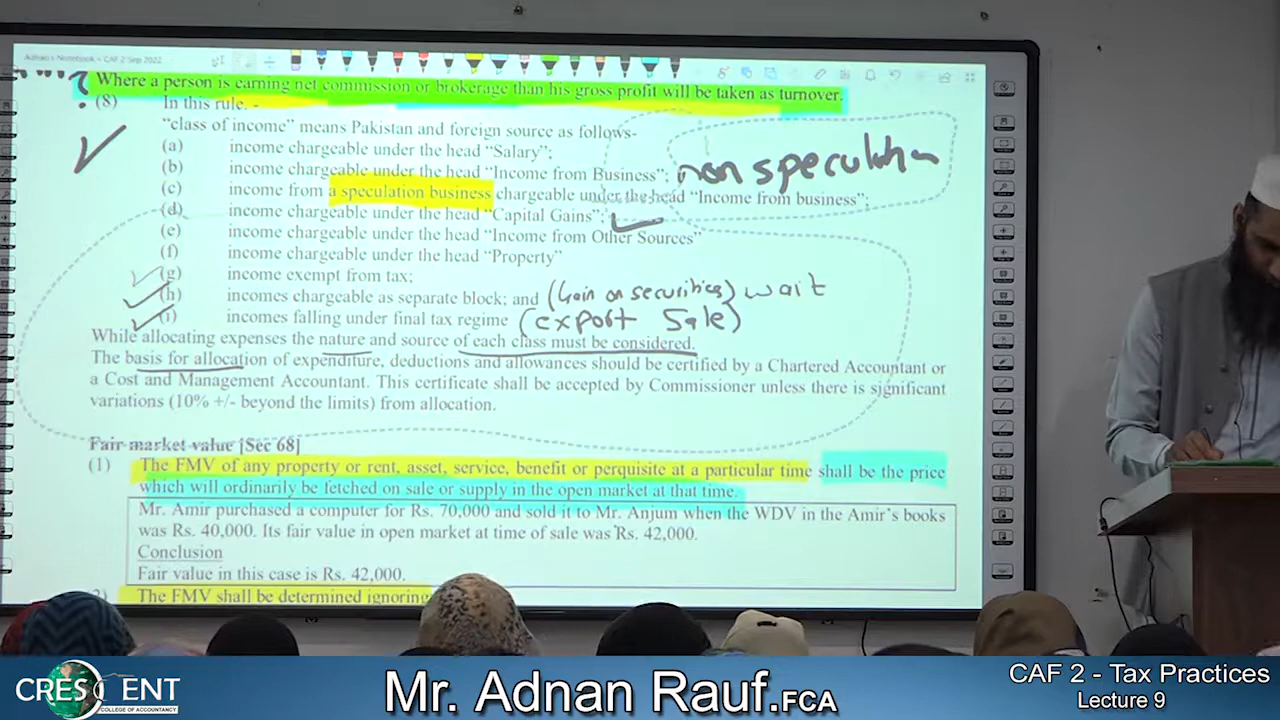 Adnan's Notebook » CAF 2 Sep 2022
Where a person is earning net commission or brokerage than his gross profit will be taken as turnover.
?
(8) In this rule. -
"class of income" means Pakistan and foreign source as follows-
(a) income chargeable under the head "Salary";
(b) income chargeable under the head "Income from Business"; non speculation
(c) income from a speculation business chargeable under the head "Income from business";
(d) income chargeable under the head "Capital Gains";
(e) income chargeable under the head "Income from Other Sources"
(f) income chargeable under the head "Property"
(g) income exempt from tax;
(h) incomes chargeable as separate block; and (Gain on securities) wait
(i) incomes falling under final tax regime (export Sale)
While allocating expenses the nature and source of each class must be considered.
The basis for allocation of expenditure, deductions and allowances should be certified by a Chartered Accountant or
a Cost and Management Accountant. This certificate shall be accepted by Commissioner unless there is significant
variations (10% +/- beyond the limits) from allocation.
Fair market value [Sec 68]
(1) The FMV of any property or rent, asset, service, benefit or perquisite at a particular time shall be the price
which will ordinarily be fetched on sale or supply in the open market at that time.
Mr. Amir purchased a computer for Rs. 70,000 and sold it to Mr. Anjum when the WDV in the Amir's books
was Rs. 40,000. Its fair value in open market at time of sale was Rs. 42,000.
Conclusion
Fair value in this case is Rs. 42,000.
2) The FMV shall be determined ignoring
CRESCENT
COLLEGE OF ACCOUNTANCY
Mr. Adnan Rauf.FCA
CAF 2 - Tax Practices
Lecture 9